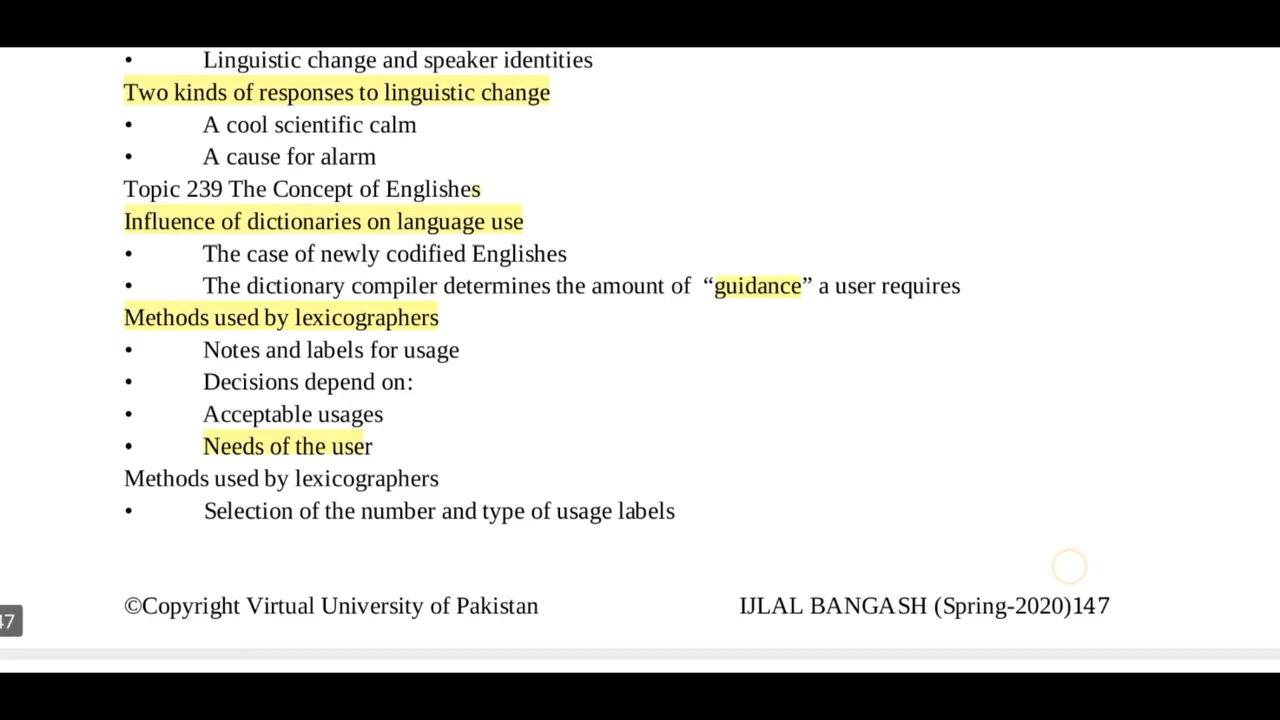 • Linguistic change and speaker identities
Two kinds of responses to linguistic change
• A cool scientific calm
• A cause for alarm
Topic 239 The Concept of Englishes
Influence of dictionaries on language use
• The case of newly codified Englishes
• The dictionary compiler determines the amount of “guidance” a user requires
Methods used by lexicographers
• Notes and labels for usage
• Decisions depend on:
• Acceptable usages
• Needs of the user
Methods used by lexicographers
• Selection of the number and type of usage labels
©Copyright Virtual University of Pakistan IJLAL BANGASH (Spring-2020)147
47